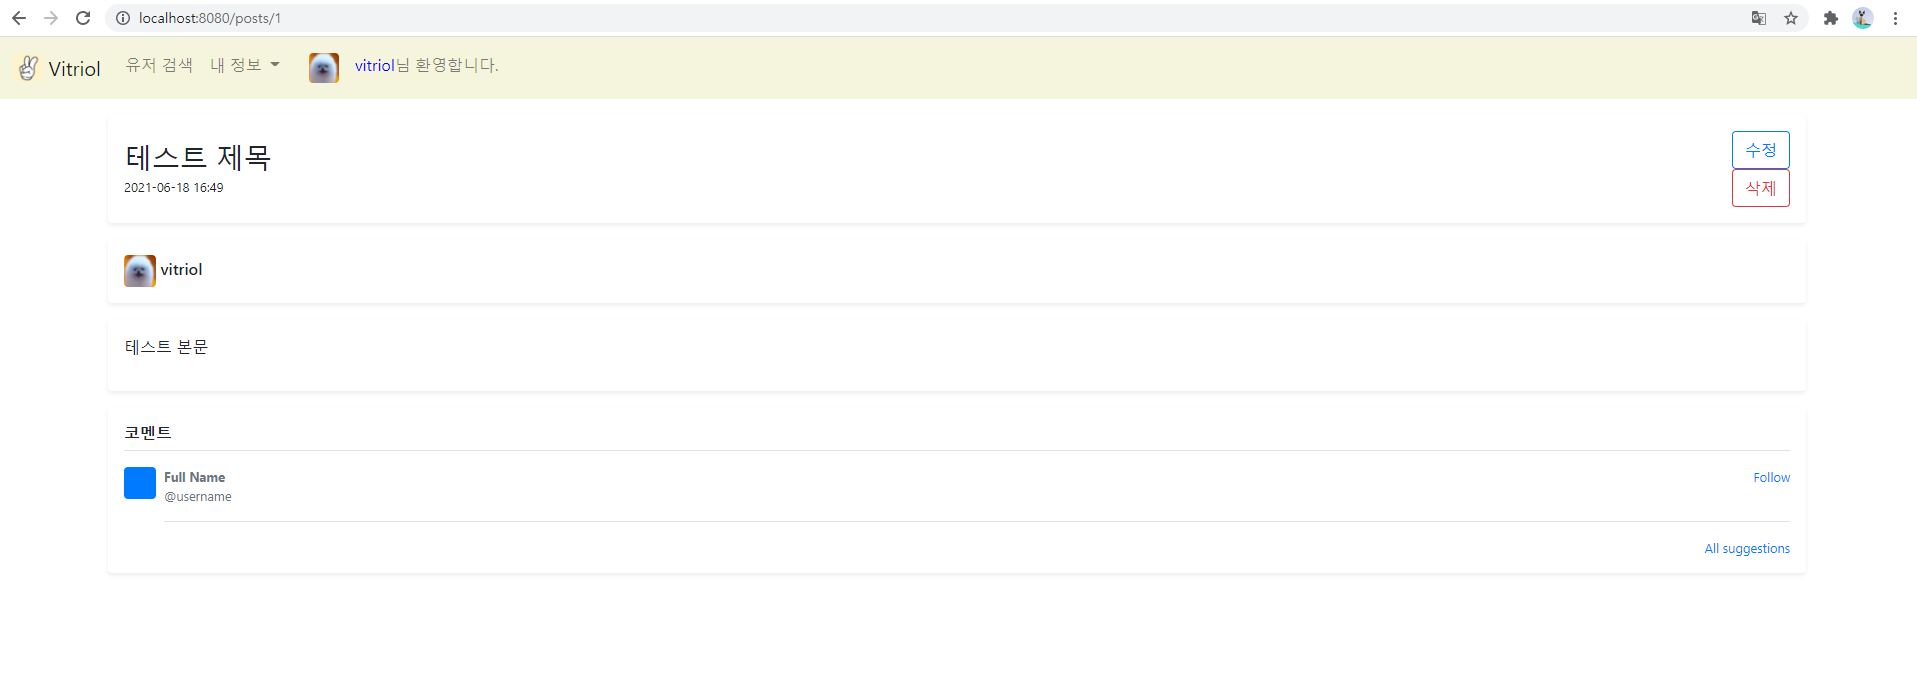 localhost:8080/posts/1
Vitriol 유저 검색 내 정보 vitriol님 환영합니다.
테스트 제목
2021-06-18 16:49
수정
삭제
vitriol
테스트 본문
코멘트
Full Name Follow
@username
All suggestions